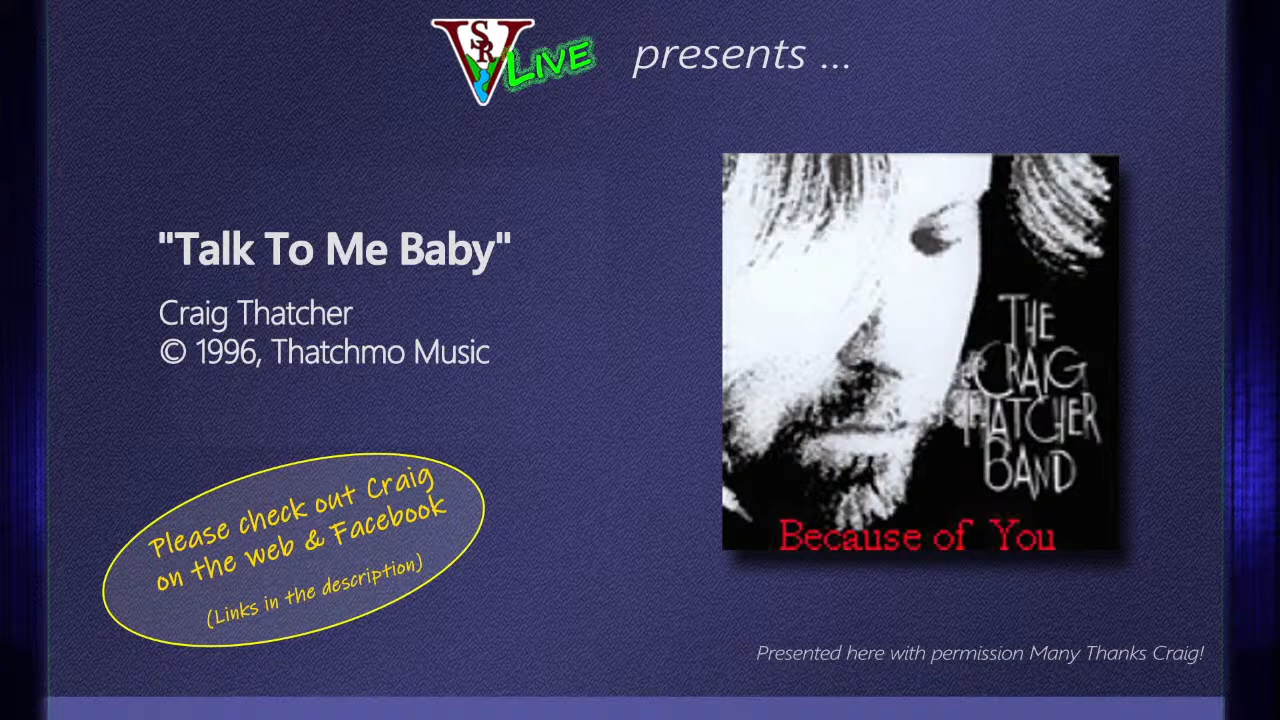 VSR LIVE presents ...
"Talk To Me Baby"
Craig Thatcher
© 1996, Thatchmo Music
THE
CRAIG
THATCHER
BAND
Because of You
Please check out Craig
on the web & Facebook
(Links in the description)
Presented here with permission Many Thanks Craig!